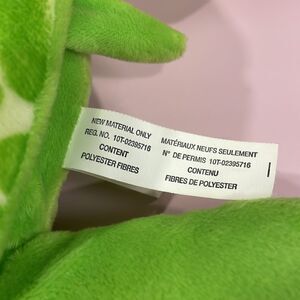 NEW MATERIAL ONLY
REG. NO. 10T-02395716
CONTENT
POLYESTER FIBRES
MATÉRIAUX NEUFS SEULEMENT
N° DE PERMIS 10T-02395716
CONTENU
FIBRES DE POLYESTER